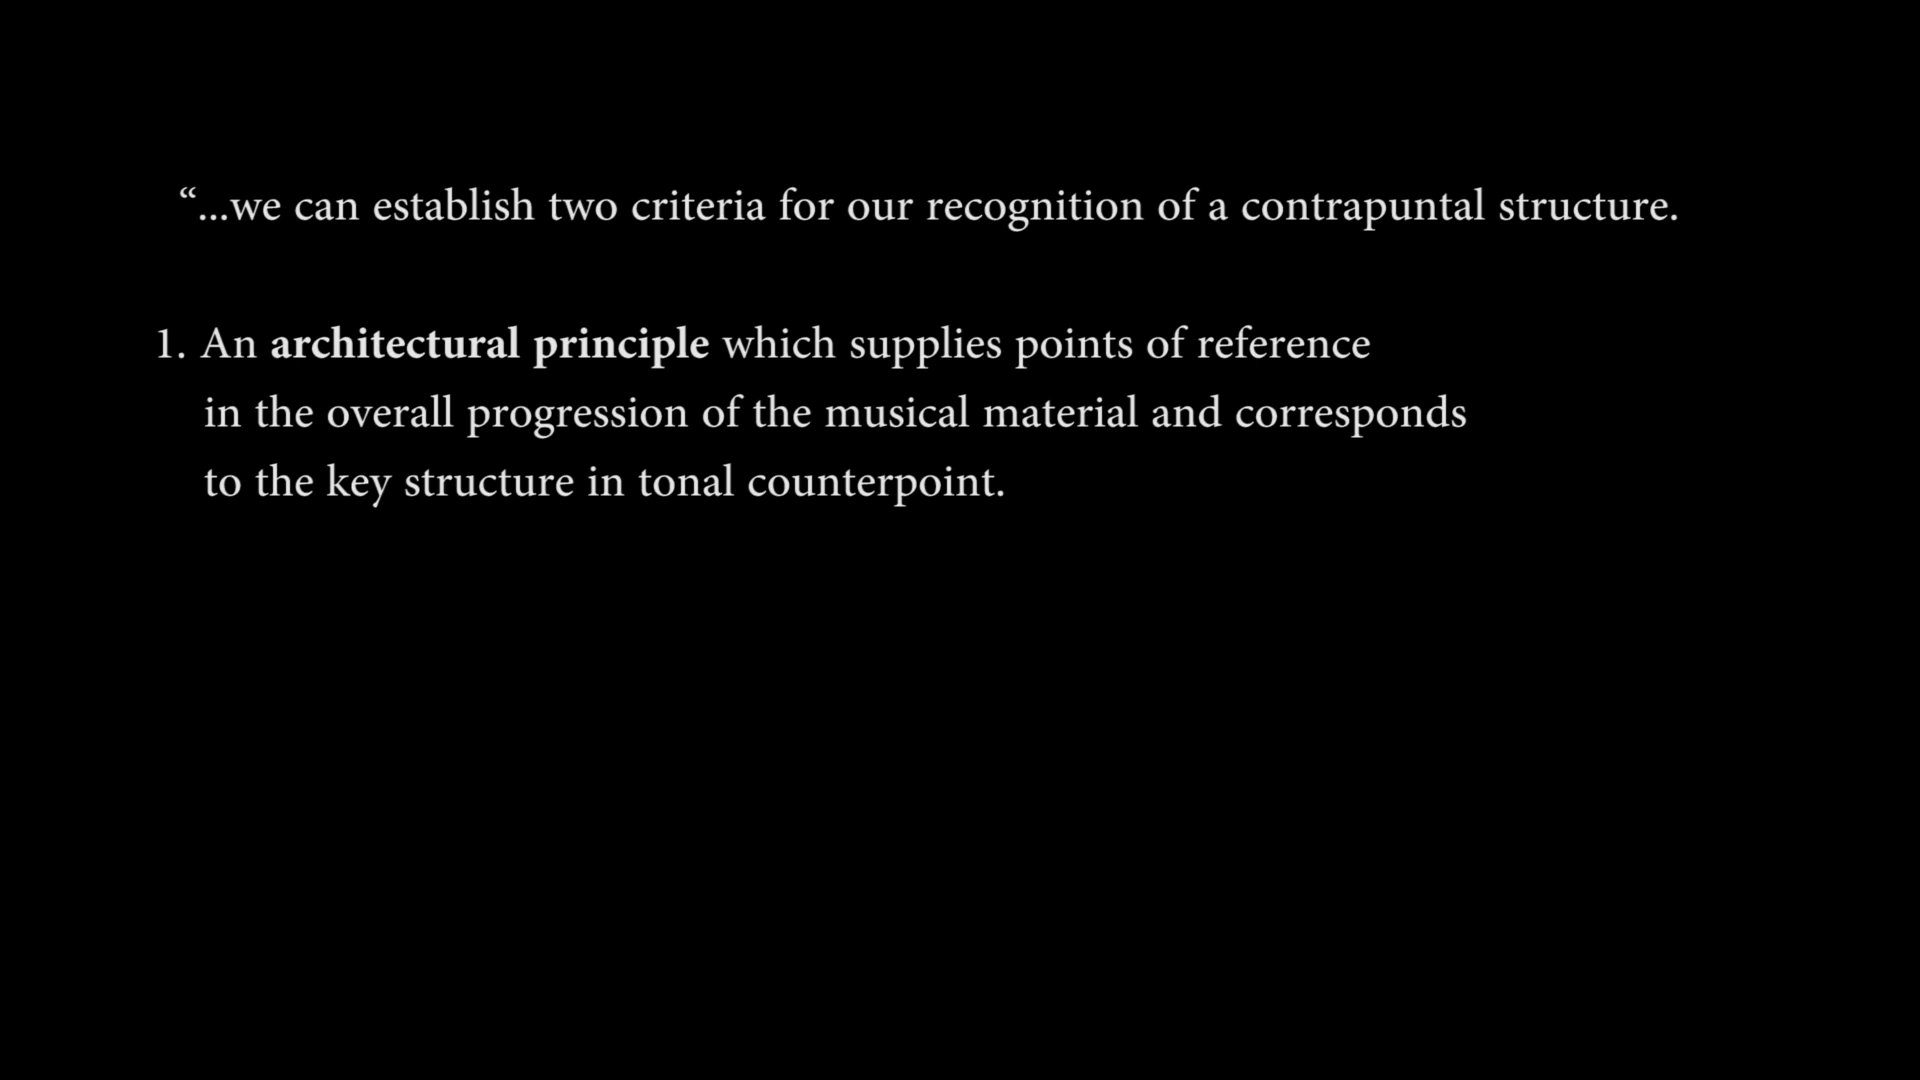 “...we can establish two criteria for our recognition of a contrapuntal structure.
1. An architectural principle which supplies points of reference
in the overall progression of the musical material and corresponds
to the key structure in tonal counterpoint.